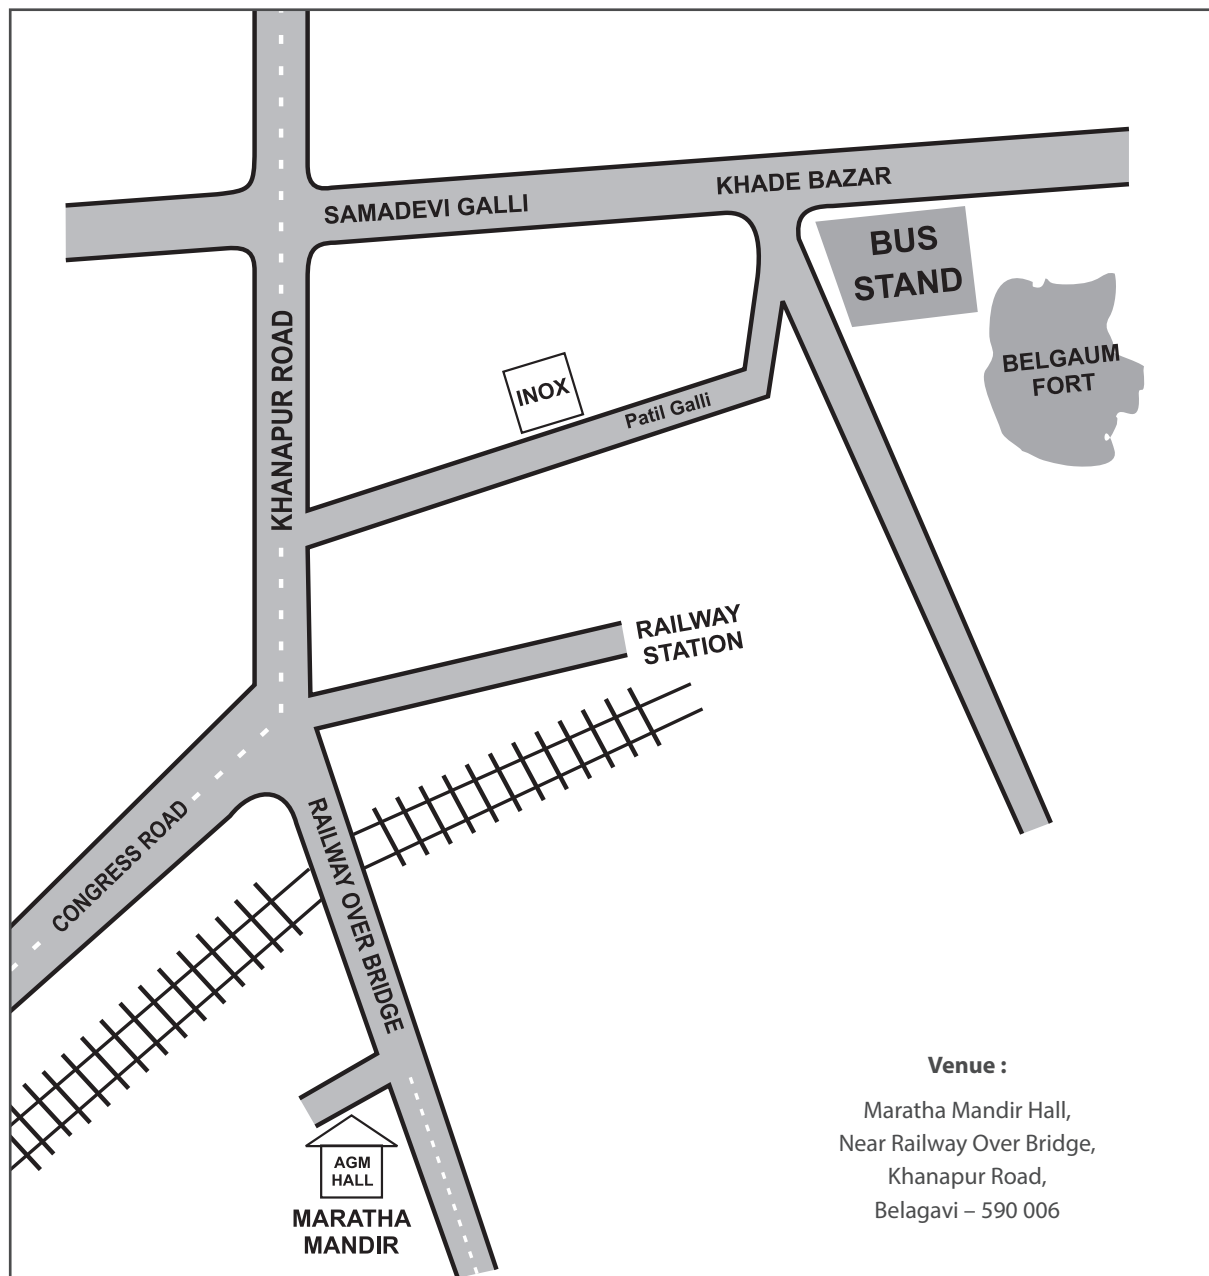 KHADE BAZAR
SAMADEVI GALLI
BUS
STAND
BELGAUM
FORT
KHANAPUR ROAD
INOX
Patil Galli
RAILWAY
STATION
CONGRESS ROAD
RAILWAY OVER BRIDGE
AGM
HALL
MARATHA
MANDIR
Venue :
Maratha Mandir Hall,
Near Railway Over Bridge,
Khanapur Road,
Belagavi – 590 006